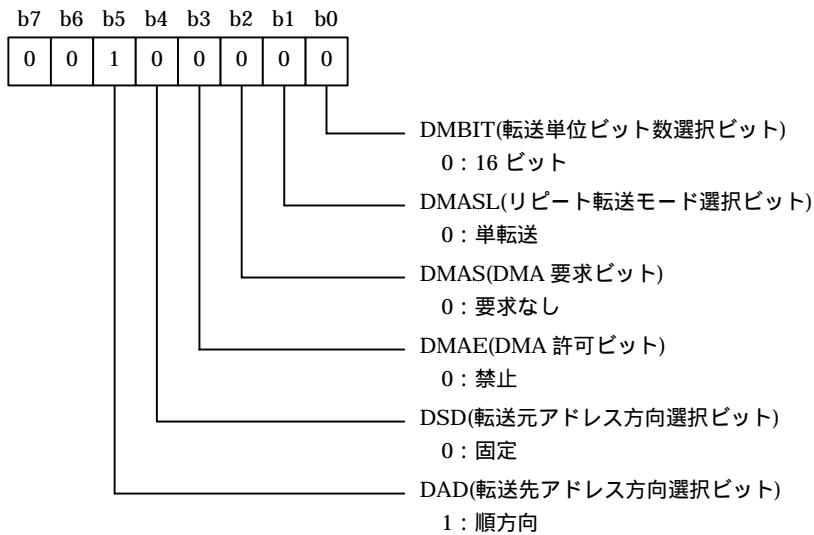 b7 b6 b5 b4 b3 b2 b1 b0
0 0 1 0 0 0 0 0
DMBIT(転送単位ビット数選択ビット)
0：16 ビット
DMASL(リピート転送モード選択ビット)
0：単転送
DMAS(DMA 要求ビット)
0：要求なし
DMAE(DMA 許可ビット)
0：禁止
DSD(転送元アドレス方向選択ビット)
0：固定
DAD(転送先アドレス方向選択ビット)
1：順方向